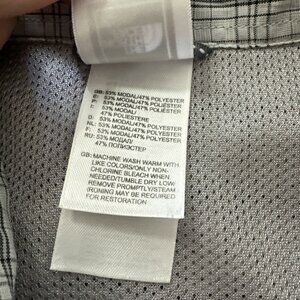 GB: 53% MODAL/47% POLYESTER
E: 53% MODAL/47% POLYESTER
P: 53% MODAL/47% POLYESTER
I: 53% MODAL/
47% POLIESTERE
D: 53% MODAL/47% POLYESTER
NL: 53% MODAL/47% POLYESTER
F: 53% MODAL/47% POLYESTER
RU: 53% МОДАЛ/
47% ПОЛИЭСТЕР
GB: MACHINE WASH WARM WITH
LIKE COLORS/ONLY NON-
CHLORINE BLEACH WHEN
NEEDED/TUMBLE DRY LOW
REMOVE PROMPTLY/STEAM
IRONING MAY BE REQUIRED
FOR RESTORATION